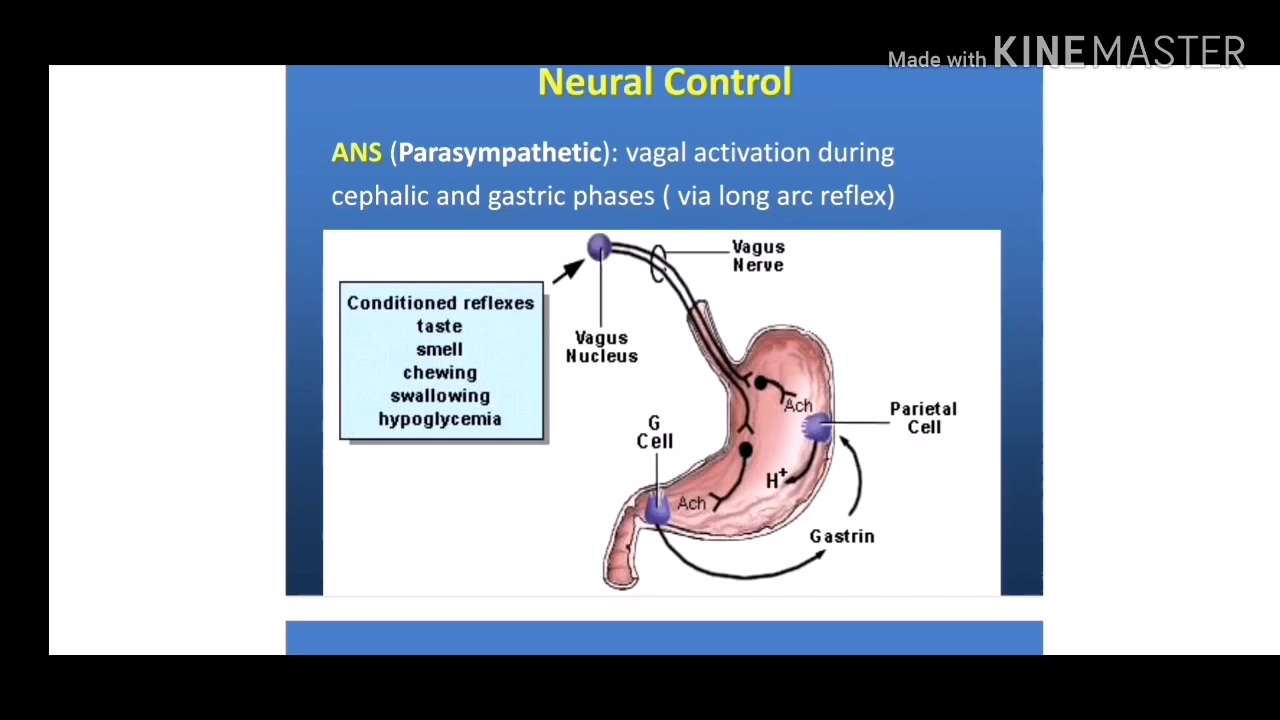 Made with KINEMASTER
Neural Control
ANS (Parasympathetic): vagal activation during
cephalic and gastric phases ( via long arc reflex)
Vagus
Nerve
Conditioned reflexes
taste
smell
chewing
swallowing
hypoglycemia
Vagus
Nucleus
Ach
Parietal
Cell
G
Cell
H+
Ach
Gastrin